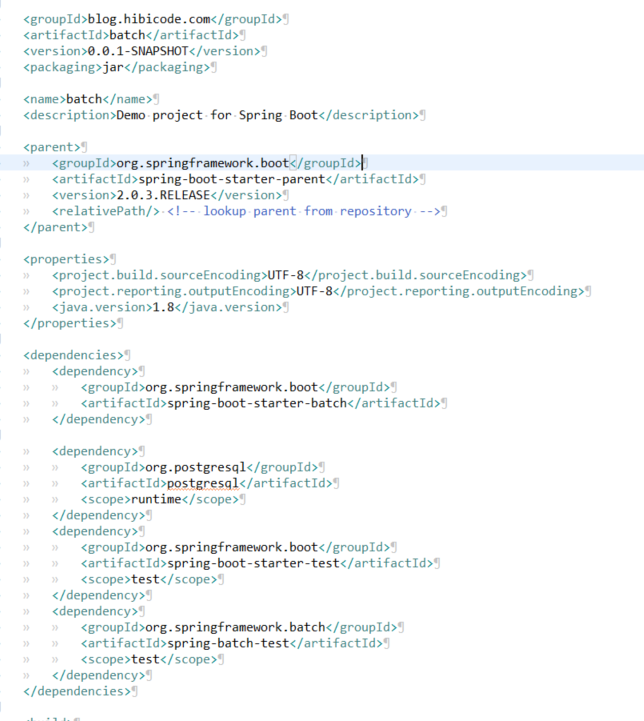 <groupId>blog.hibicode.com</groupId>
<artifactId>batch</artifactId>
<version>0.0.1-SNAPSHOT</version>
<packaging>jar</packaging>
<name>batch</name>
<description>Demo project for Spring Boot</description>
<parent>
<groupId>org.springframework.boot</groupId>
<artifactId>spring-boot-starter-parent</artifactId>
<version>2.0.3.RELEASE</version>
<relativePath/> <!-- lookup parent from repository -->
</parent>
<properties>
<project.build.sourceEncoding>UTF-8</project.build.sourceEncoding>
<project.reporting.outputEncoding>UTF-8</project.reporting.outputEncoding>
<java.version>1.8</java.version>
</properties>
<dependencies>
<dependency>
<groupId>org.springframework.boot</groupId>
<artifactId>spring-boot-starter-batch</artifactId>
</dependency>
<dependency>
<groupId>org.postgresql</groupId>
<artifactId>postgresql</artifactId>
<scope>runtime</scope>
</dependency>
<dependency>
<groupId>org.springframework.boot</groupId>
<artifactId>spring-boot-starter-test</artifactId>
<scope>test</scope>
</dependency>
<dependency>
<groupId>org.springframework.batch</groupId>
<artifactId>spring-batch-test</artifactId>
<scope>test</scope>
</dependency>
</dependencies>